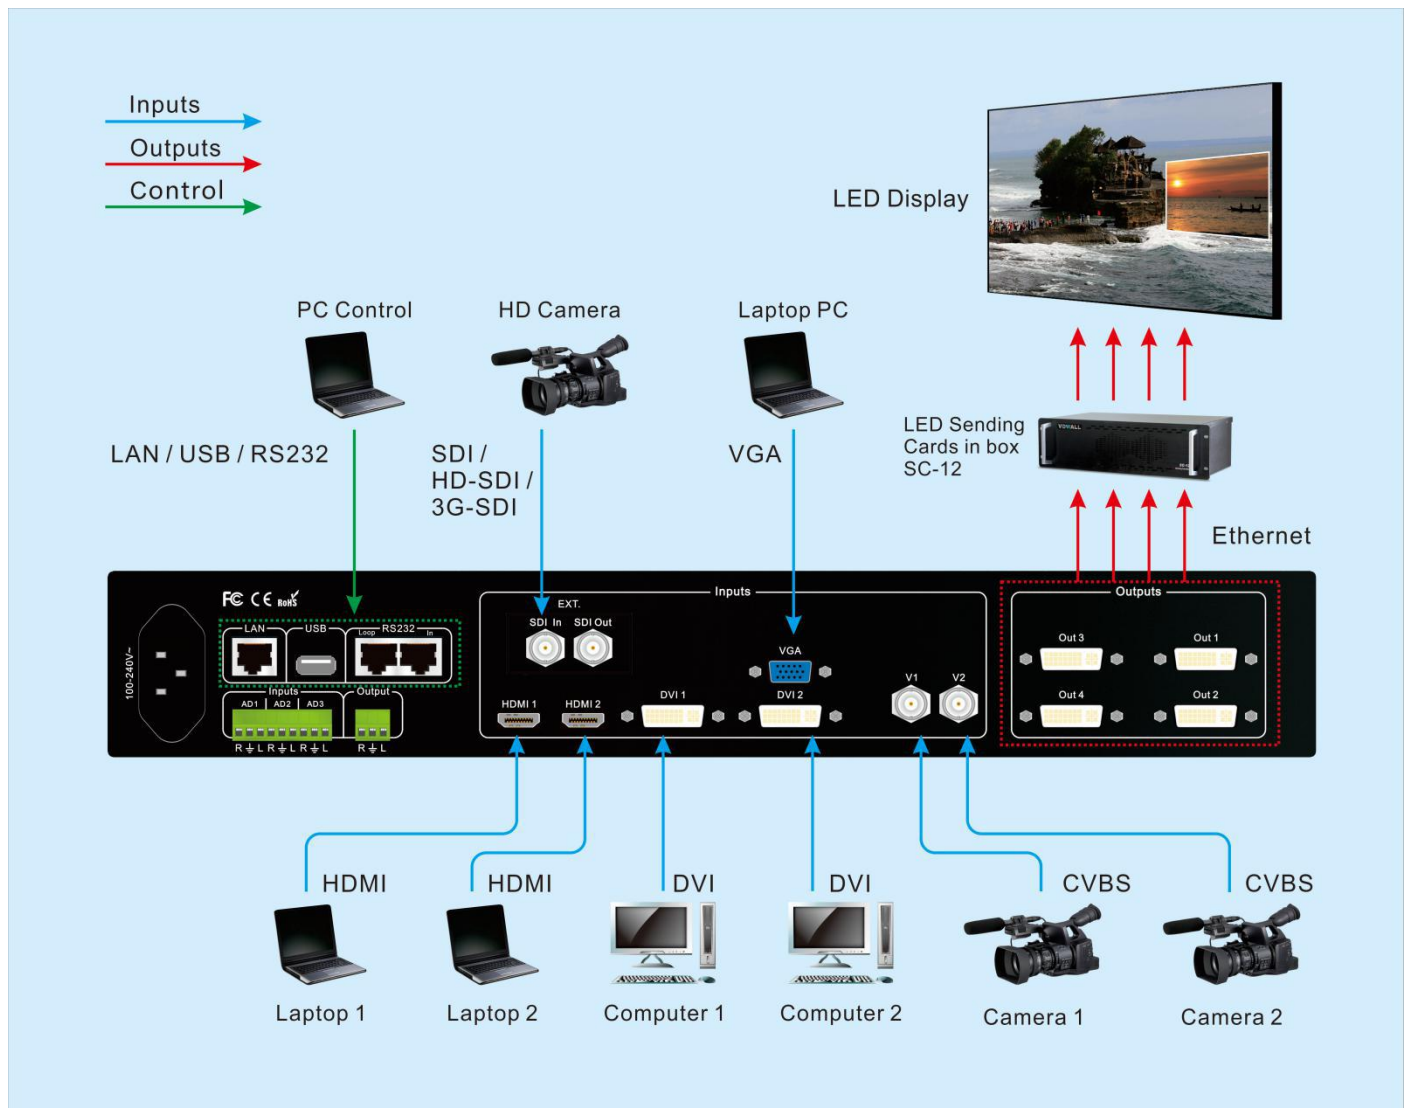 Inputs
Outputs
Control
LED Display
PC Control
HD Camera
Laptop PC
LAN / USB / RS232
SDI /
HD-SDI /
3G-SDI
VGA
LED Sending
Cards in box
SC-12
VDWALL
Ethernet
FC CE RoHS
100-240V~
LAN
USB
RS232
Loop
In
Inputs
AD1 AD2 AD3
Output
R L R L R L
R L
Inputs
EXT.
SDI In SDI Out
VGA
HDMI 1
HDMI 2
DVI 1
DVI 2
V1
V2
Outputs
Out 3
Out 1
Out 4
Out 2
HDMI
HDMI
DVI
DVI
CVBS
CVBS
Laptop 1
Laptop 2
Computer 1
Computer 2
Camera 1
Camera 2